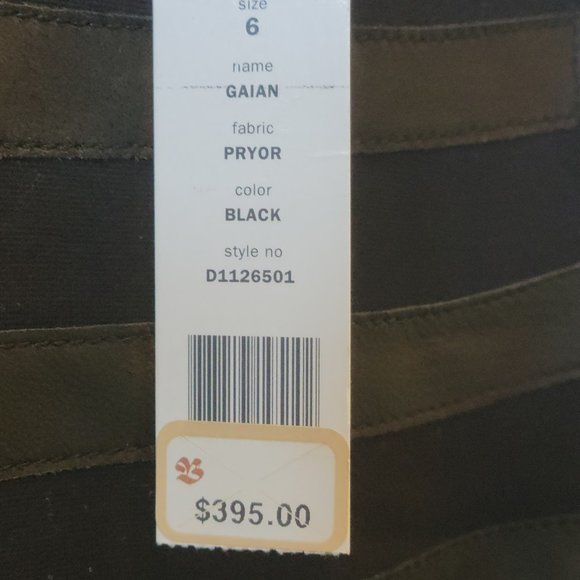 size
6
name
GAIAN
fabric
PRYOR
color
BLACK
style no
D1126501
B
$395.00